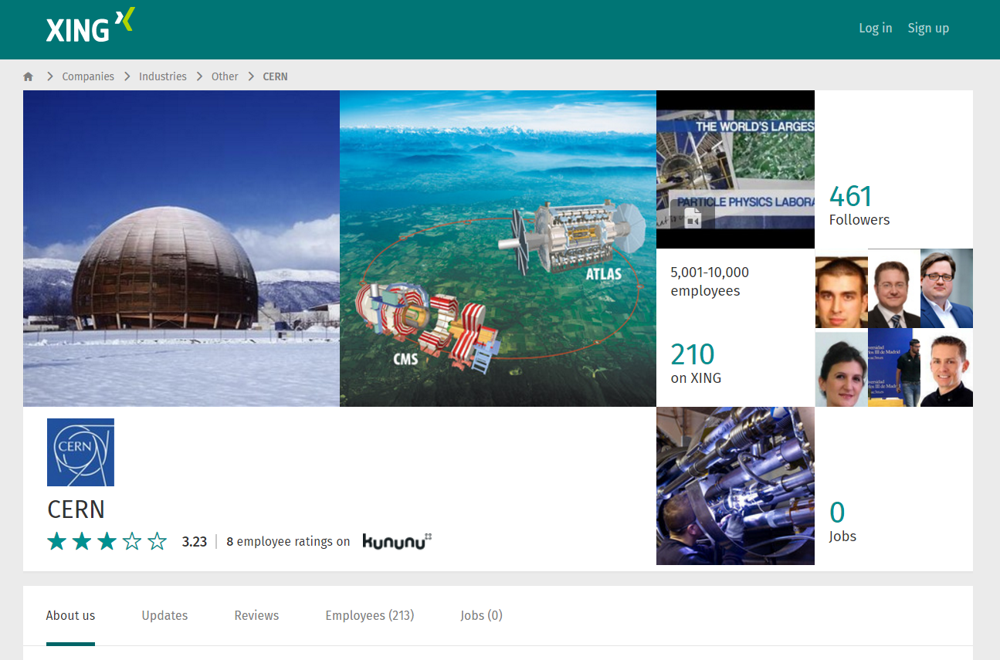 XING
Log in
Sign up
Companies
Industries
Other
CERN
THE WORLD'S LARGES
PARTICLE PHYSICS LABORA
461
Followers
ATLAS
CMS
5,001-10,000
employees
210
on XING
CERN
CERN
3.23
8 employee ratings on
kununu
0
Jobs
About us
Updates
Reviews
Employees (213)
Jobs (0)